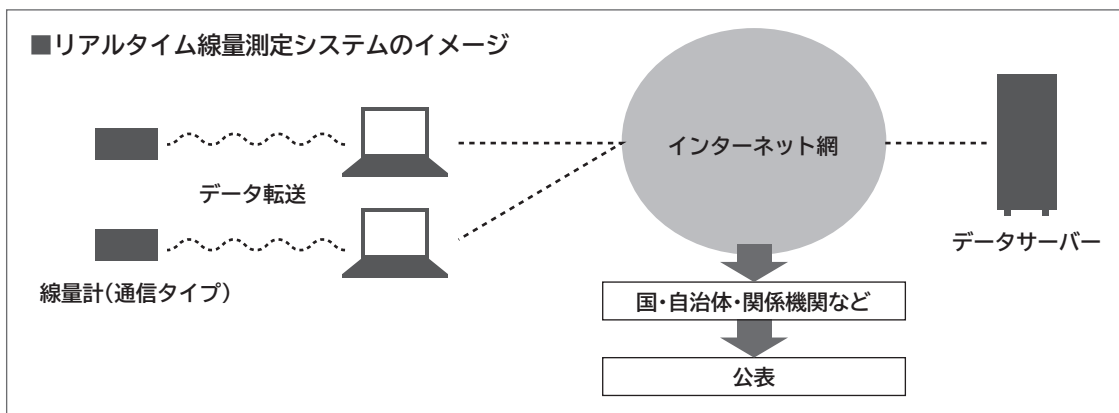 ■リアルタイム線量測定システムのイメージ
インターネット網
データ転送
データサーバー
線量計(通信タイプ)
国・自治体・関係機関など
公表